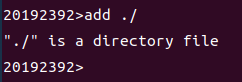 20192392>add ./
"./" is a directory file
20192392>